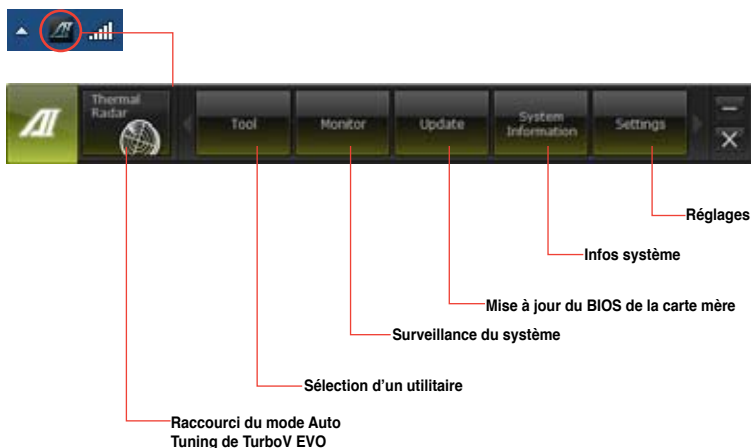 Thermal
Radar
Tool
Monitor
Update
System
Information
Settings
Réglages
Infos système
Mise à jour du BIOS de la carte mère
Surveillance du système
Sélection d’un utilitaire
Raccourci du mode Auto
Tuning de TurboV EVO